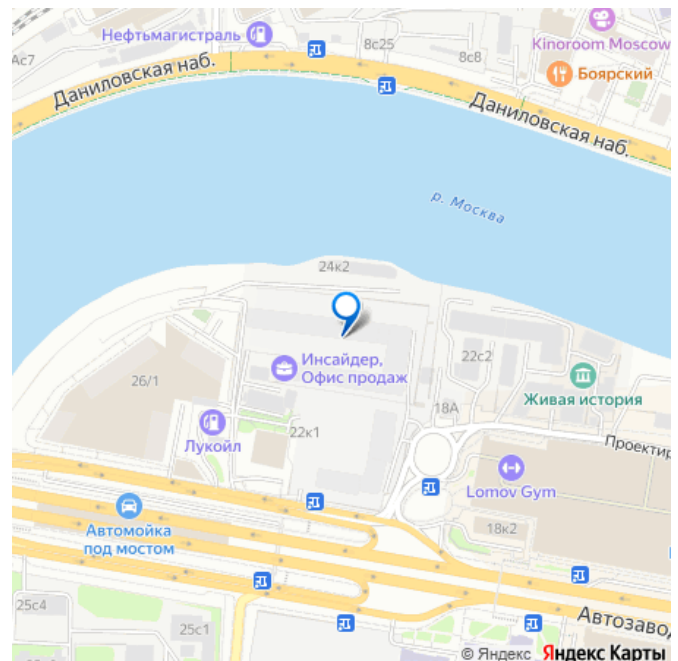 Нефтьмагистраль
8с25
8с8
Kinoroom Moscow
Боярский
Ас7
Даниловская наб.
Даниловская наб.
р. Москва
24к2
22с2
Инсайдер,
Офис продаж
26/1
Живая история
18А
Лукойл
22к1
Проектир
Lomov Gym
Автомойка
под мостом
18к2
25с4
25с1
Автозавод
© Яндекс Яндекс Карты